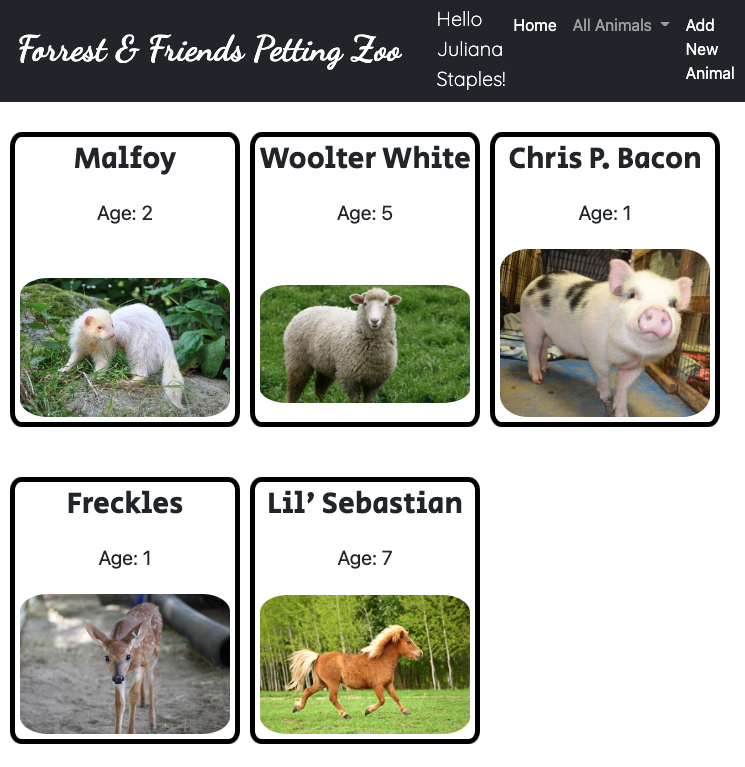 Forrest & Friends Petting Zoo
Hello
Juliana
Staples!
Home
All Animals
Add
New
Animal
Malfoy
Age: 2
Woolter White
Age: 5
Chris P. Bacon
Age: 1
Freckles
Age: 1
Lil’ Sebastian
Age: 7